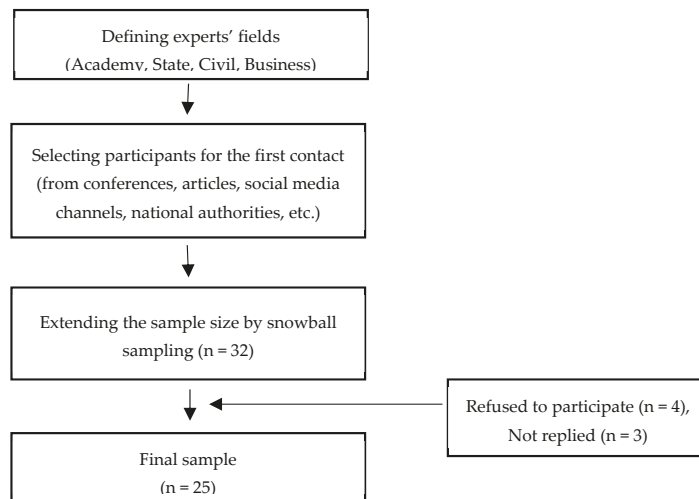 Defining experts' fields
(Academy, State, Civil, Business)
Selecting participants for the first contact
(from conferences, articles, social media
channels, national authorities, etc.)
Extending the sample size by snowball
sampling (n = 32)
Refused to participate (n = 4),
Not replied (n = 3)
Final sample
(n = 25)